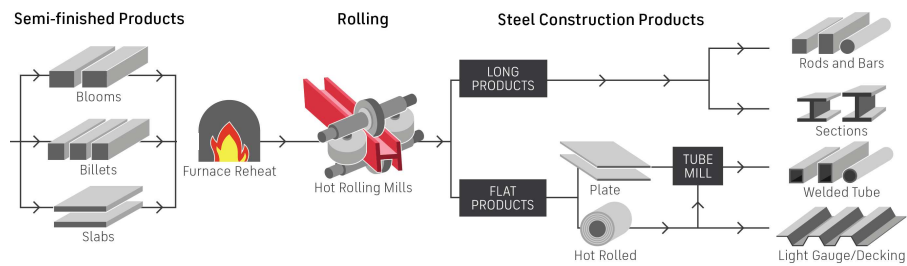 Semi-finished Products
Rolling
Steel Construction Products
Blooms
Billets
Slabs
Furnace Reheat
Hot Rolling Mills
LONG
PRODUCTS
FLAT
PRODUCTS
Plate
Hot Rolled
TUBE
MILL
Rods and Bars
Sections
Welded Tube
Light Gauge/Decking